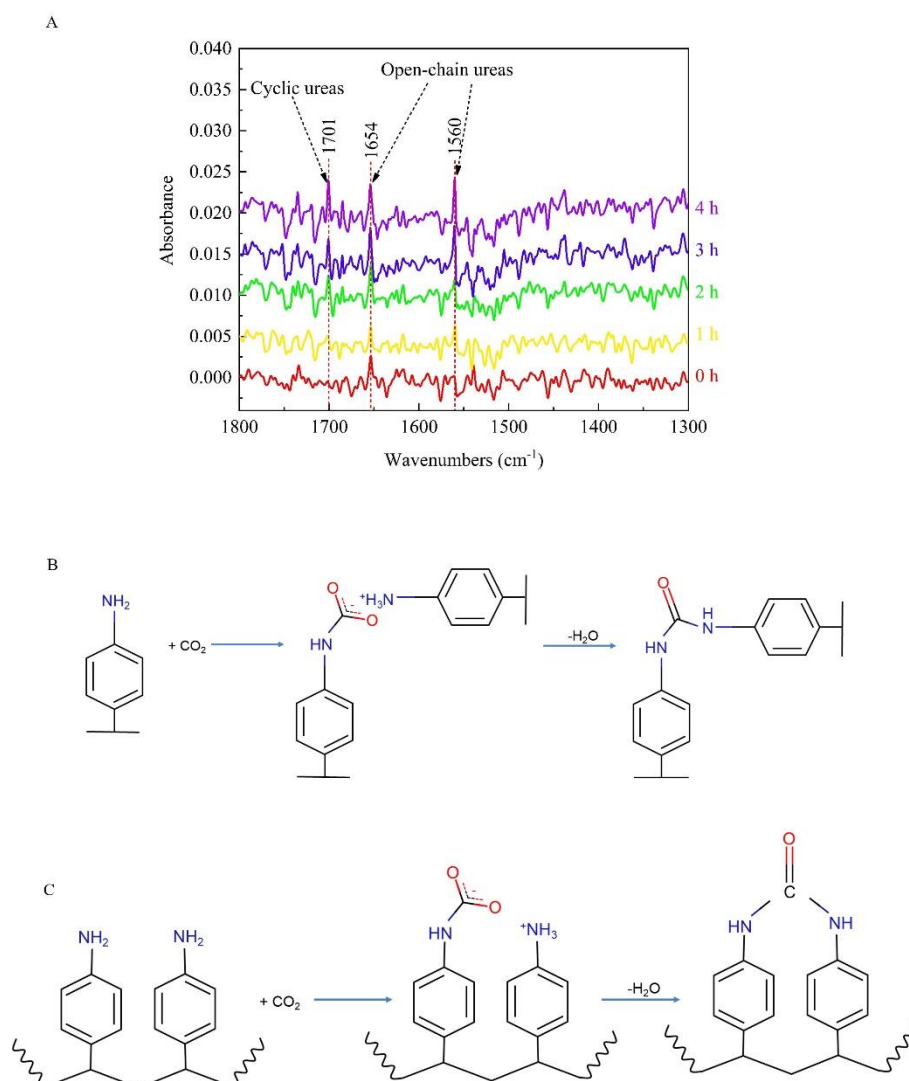 A
0.040
0.035
0.030
0.025
0.020
0.015
0.010
0.005
0.000
Absorbance
Cyclic ureas
Open-chain ureas
1701
1654
1560
4 h
3 h
2 h
1 h
0 h
1800 1700 1600 1500 1400 1300
Wavenumbers (cm⁻¹)
B
NH₂
+ CO₂
O
O
-
HN
⁺H₃N
-H₂O
O
HN
H
N
C
NH₂ NH₂
+ CO₂
O
O
-
HN
⁺NH₃
-H₂O
O
C
NH NH